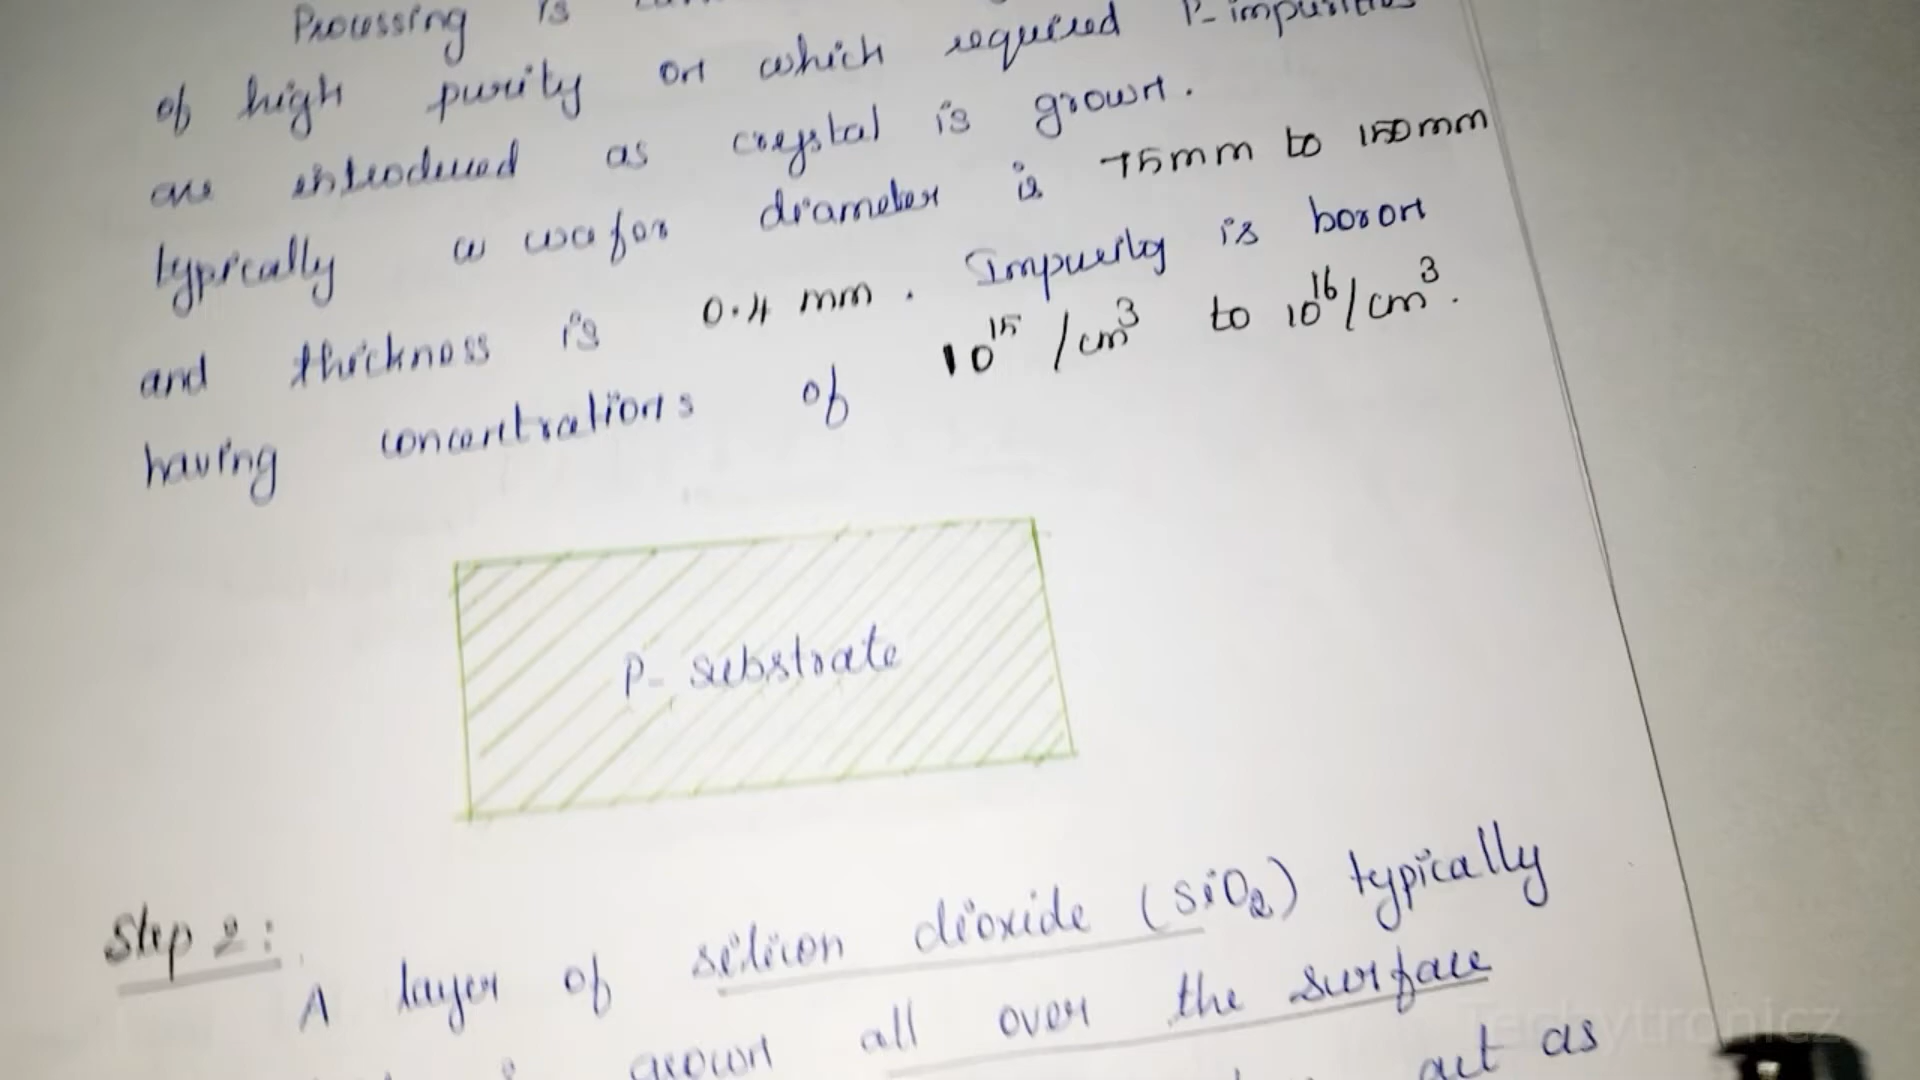 Processing is
of high purity on which required P-impurities
are introduced as crystal is grown.
typically a wafor diameter is 75mm to 150mm
and thickness is 0.4 mm. Impurity is boron
having concentrations of 10^15 /cm^3 to 10^16/cm^3.
P- substrate
Step 2:
A layer of silicon dioxide (SiO2) typically
grown all over the surface
act as
Techytronicz